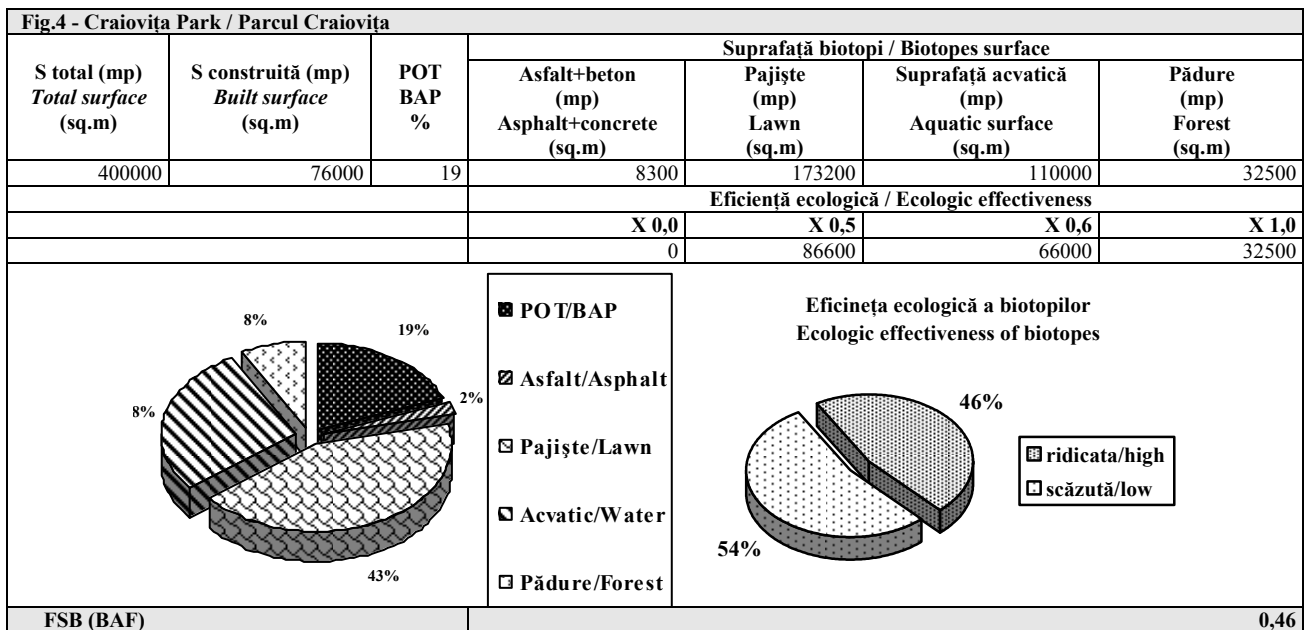 Fig.4 - Craiovița Park / Parcul Craiovița
S total (mp)
Total surface
(sq.m)
S construită (mp)
Built surface
(sq.m)
POT
BAP
%
Suprafață biotopi / Biotopes surface
Asfalt+beton
(mp)
Asphalt+concrete
(sq.m)
Pajişte
(mp)
Lawn
(sq.m)
Suprafață acvatică
(mp)
Aquatic surface
(sq.m)
Pădure
(mp)
Forest
(sq.m)
400000 76000 19 8300 173200 110000 32500
Eficiență ecologică / Ecologic effectiveness
X 0,0 X 0,5 X 0,6 X 1,0
0 86600 66000 32500
8%
19%
2%
8%
43%
POT/BAP
Asfalt/Asphalt
Pajişte/Lawn
Acvatic/Water
Pădure/Forest
Eficineța ecologică a biotopilor
Ecologic effectiveness of biotopes
46%
54%
ridicata/high
scăzută/low
FSB (BAF) 0,46